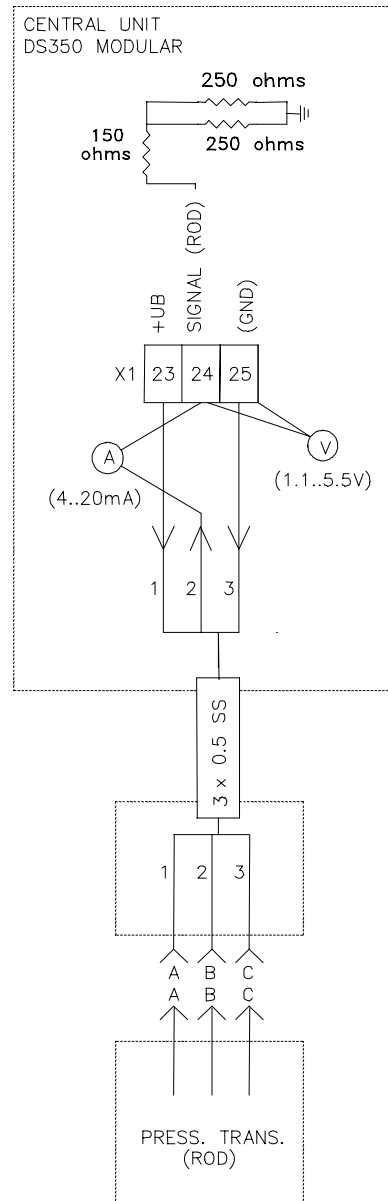 CENTRAL UNIT
DS350 MODULAR
250 ohms
150
ohms
250 ohms
+UB
SIGNAL (ROD)
(GND)
X1 23 24 25
A
V
(4..20mA)
(1.1..5.5V)
1 2 3
3 x 0.5 SS
1 2 3
A B C
A B C
PRESS. TRANS.
(ROD)